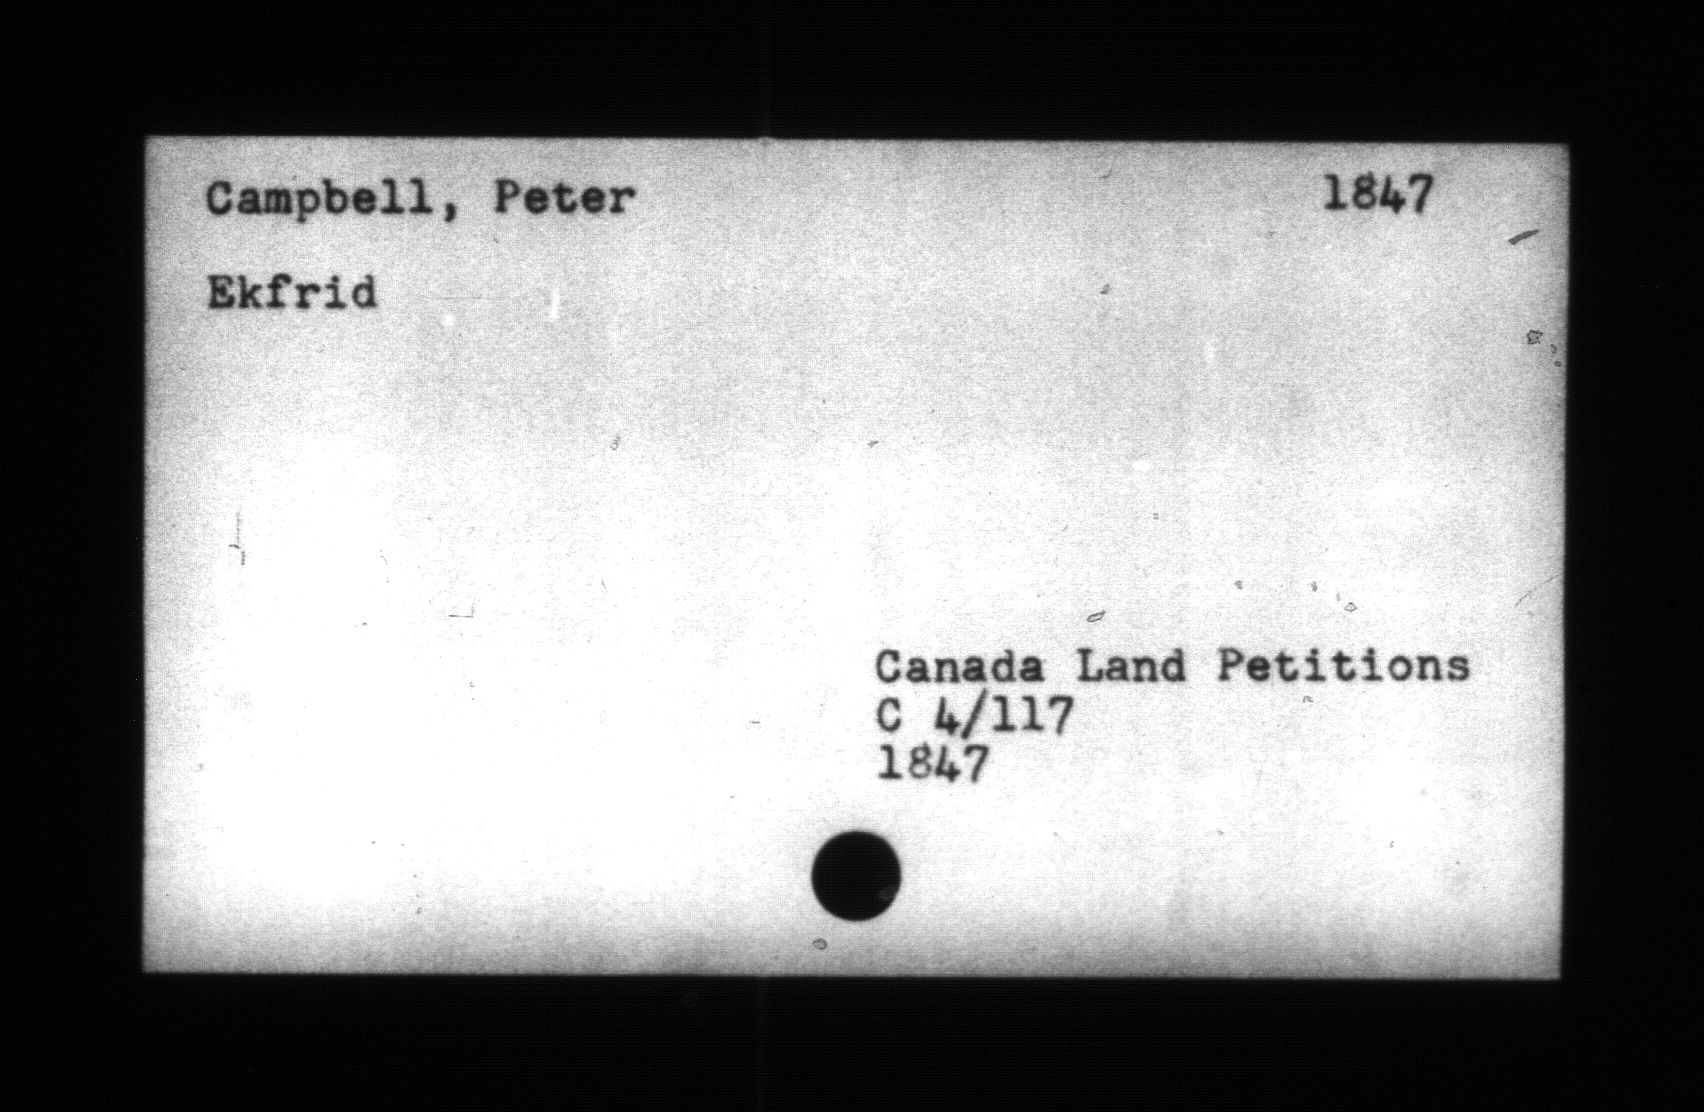 Campbell, Peter 1847
Ekfrid
Canada Land Petitions
C 4/117
1847